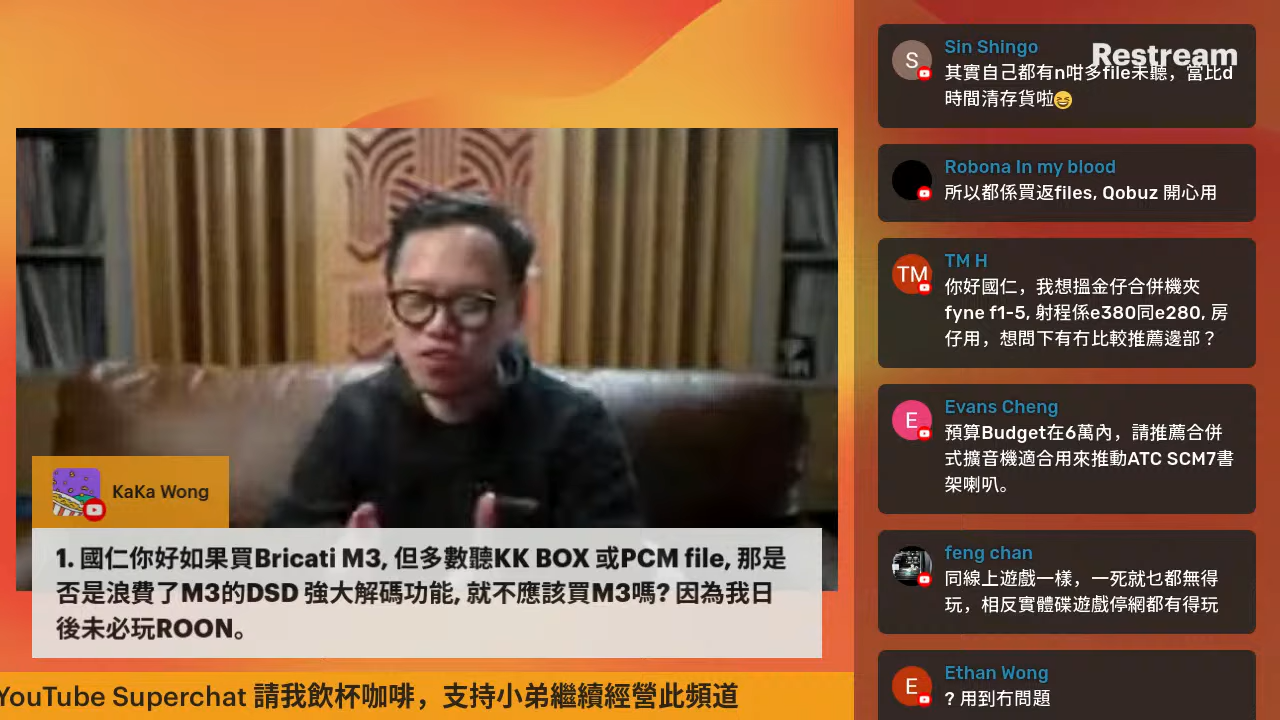 KaKa Wong
1. 國仁你好如果買Bricati M3, 但多數聽KK BOX 或PCM file, 那是
否是浪費了M3的DSD 強大解碼功能, 就不應該買M3嗎? 因為我日
後未必玩ROON。
YouTube Superchat 請我飲杯咖啡，支持小弟繼續經營此頻道
Restream
S
Sin Shingo
其實自己都有n咁多file未聽，當比d
時間清存貨啦😆
Robona In my blood
所以都係買返files, Qobuz 開心用
TM
TM H
你好國仁，我想搵金仔合併機夾
fyne f1-5, 射程係e380同e280, 房
仔用，想問下有冇比較推薦邊部？
E
Evans Cheng
預算Budget在6萬內，請推薦合併
式擴音機適合用來推動ATC SCM7書
架喇叭。
feng chan
同線上遊戲一樣，一死就乜都無得
玩，相反實體碟遊戲停網都有得玩
E
Ethan Wong
? 用到冇問題